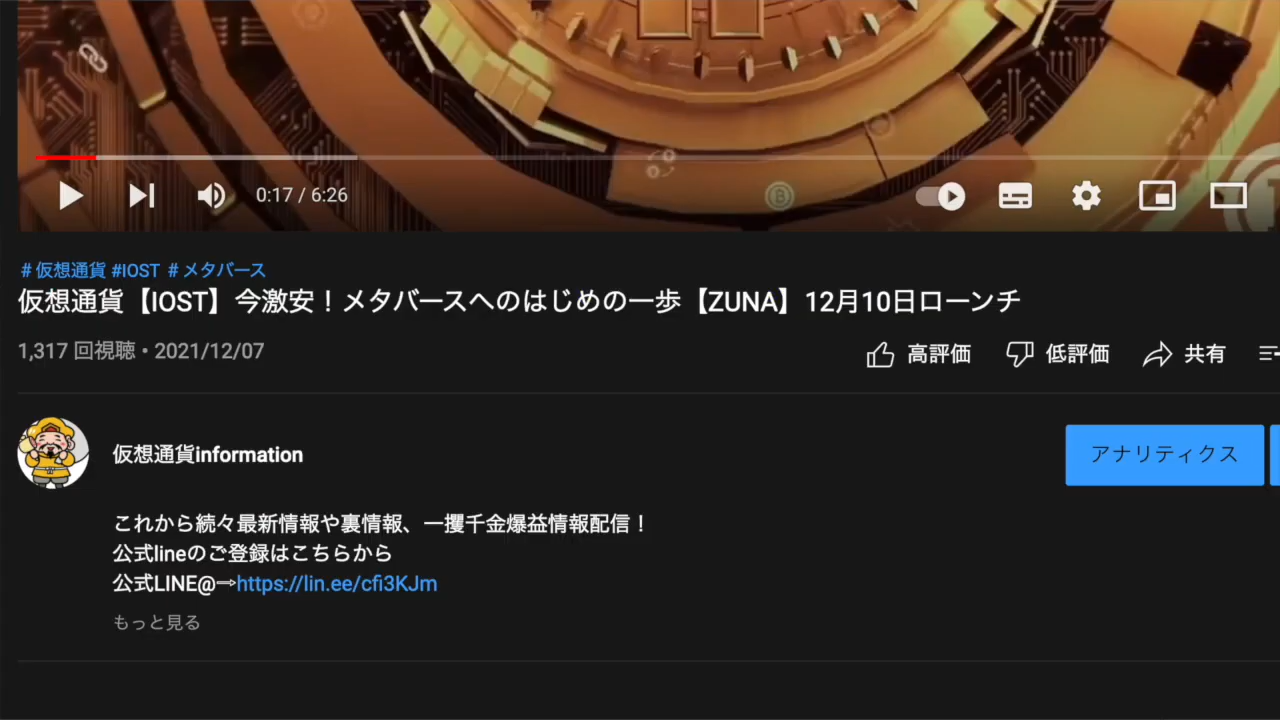 0:17 / 6:26
#仮想通貨 #IOST #メタバース
仮想通貨【IOST】今激安！メタバースへのはじめの一歩【ZUNA】12月10日ローンチ
1,317 回視聴・2021/12/07
高評価 低評価 共有
仮想通貨information
アナリティクス
これから続々最新情報や裏情報、一攫千金爆益情報配信！
公式lineのご登録はこちらから
公式LINE@⇨https://lin.ee/cfi3KJm
もっと見る